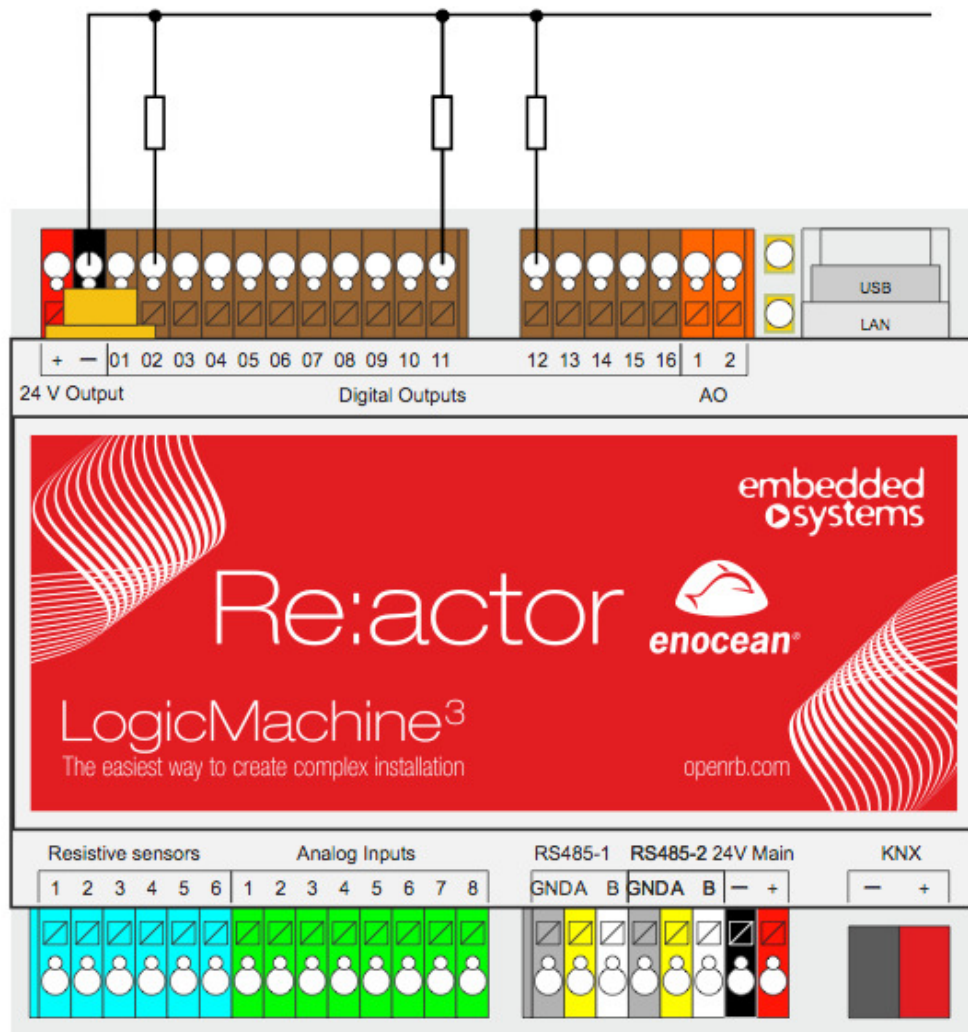 USB
LAN
+ — 01 02 03 04 05 06 07 08 09 10 11 12 13 14 15 16 1 2
24 V Output Digital Outputs AO
embedded
systems
Re:actor
enocean®
LogicMachine³
The easiest way to create complex installation openrb.com
Resistive sensors Analog Inputs RS485-1 RS485-2 24V Main KNX
1 2 3 4 5 6 1 2 3 4 5 6 7 8 GND A B GND A B — + — +